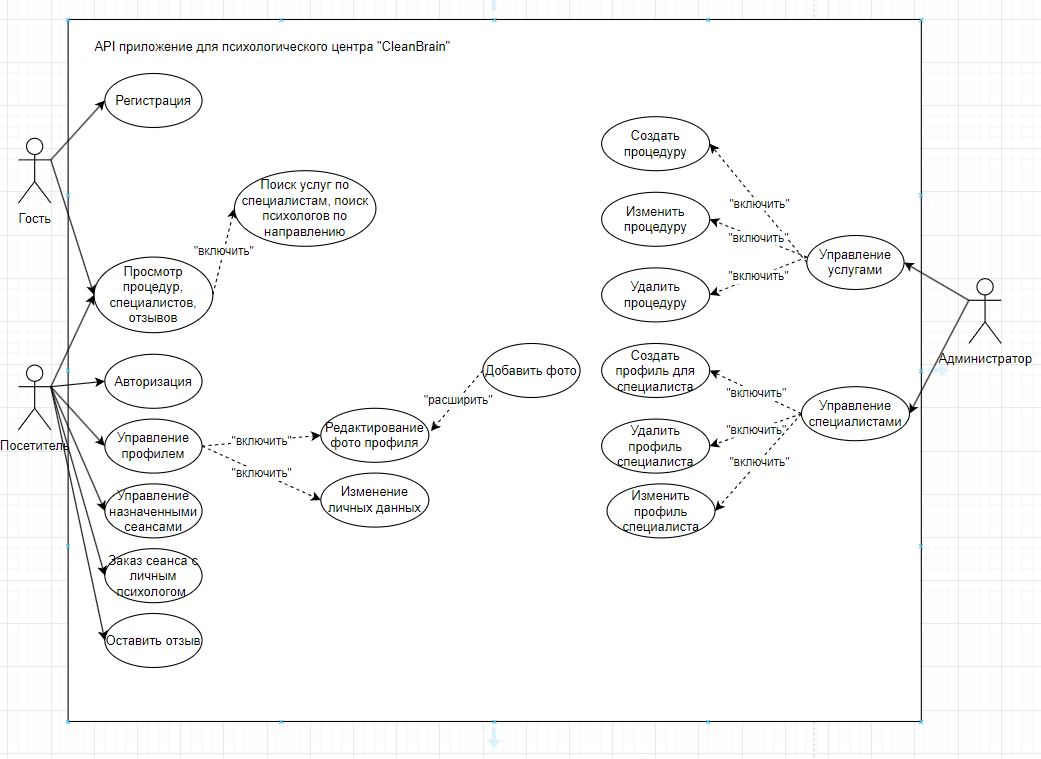 API приложение для психологического центра "CleanBrain"
Регистрация
Гость
Поиск услуг по
специалистам, поиск
психологов по
направлению
"включить"
Просмотр
процедур,
специалистов,
отзывов
Посетитель
Авторизация
Управление
профилем
"включить"
"включить"
Редактирование
фото профиля
"расширить"
Добавить фото
Изменение
личных данных
Управление
назначенными
сеансами
Заказ сеанса с
личным
психологом
Оставить отзыв
Создать
процедуру
"включить"
Изменить
процедуру
"включить"
Удалить
процедуру
"включить"
Управление
услугами
Администратор
Создать
профиль для
специалиста
"включить"
Удалить
профиль
специалиста
"включить"
Изменить
профиль
специалиста
"включить"
Управление
специалистами